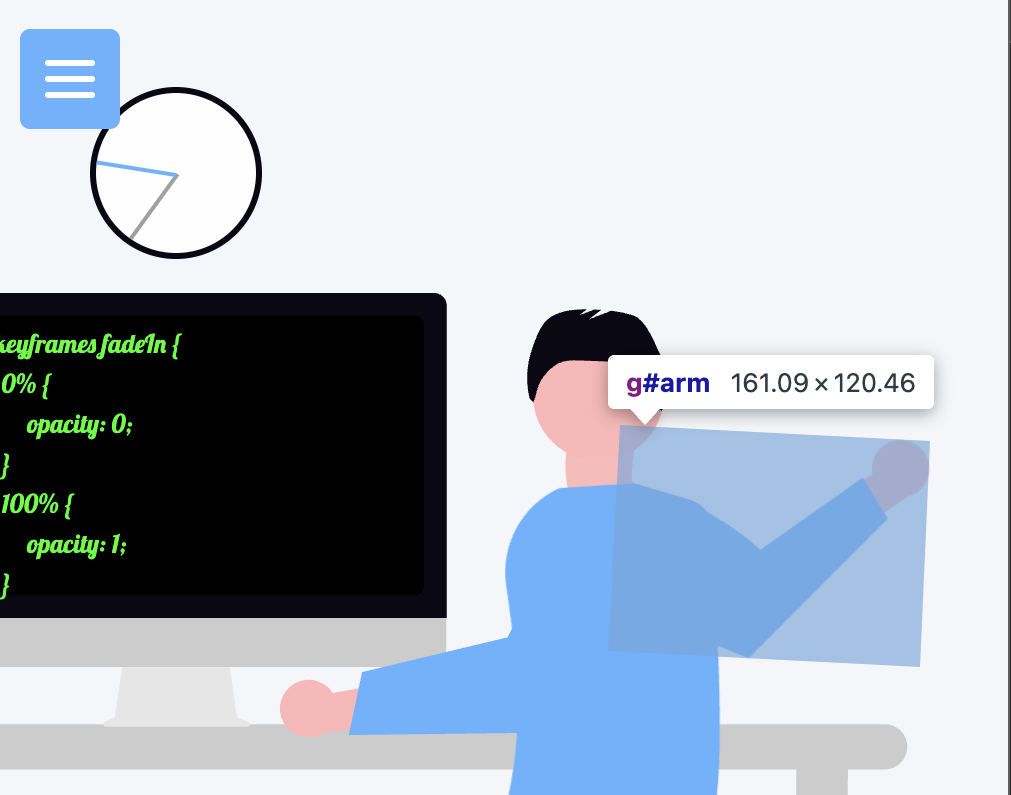 keyframes fadeIn {
0% {
g#arm 161.09 × 120.46
opacity: 0;
}
100% {
opacity: 1;
}